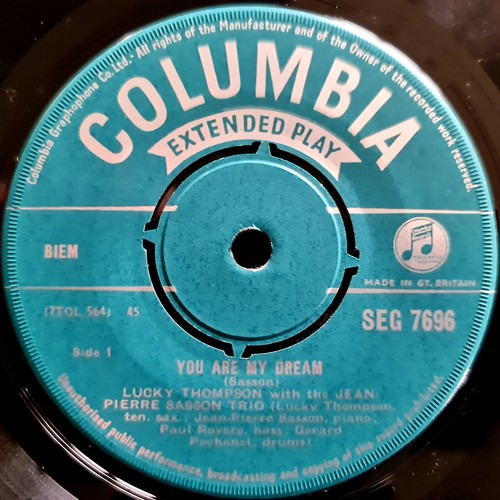 Columbia Graphophone Co. Ltd. · All rights of the Manufacturer and of the Owner of the recorded work reserved.
COLUMBIA
EXTENDED PLAY
BIEM
MADE IN GT. BRITAIN
(7TCL 564) 45
SEG 7696
Side 1
YOU ARE MY DREAM
(Sasson)
LUCKY THOMPSON with the JEAN
PIERRE SASSON TRIO (Lucky Thompson,
ten. sax.; Jean-Pierre Sasson, piano,
Paul Rovere, bass; Gerard
Pochonet, drums)
Unauthorised public performance, broadcasting and copying of this record